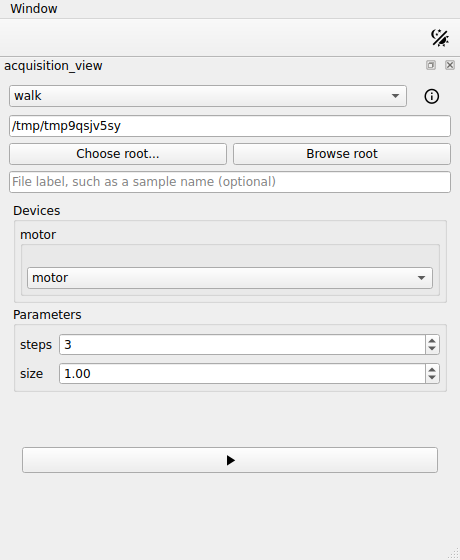 Window
acquisition_view
walk
/tmp/tmp9qsjv5sy
Choose root... Browse root
File label, such as a sample name (optional)
Devices
motor
motor
Parameters
steps 3
size 1.00